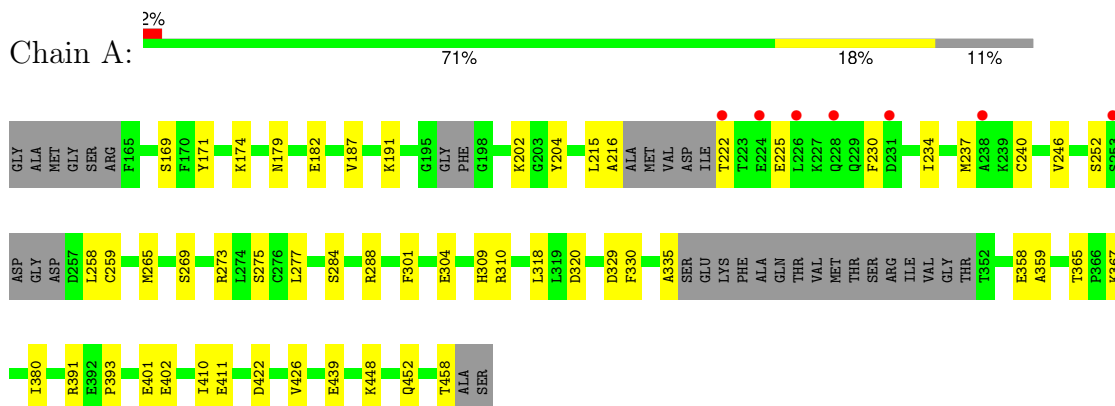 2%
Chain A: 71% 18% 11%
GLY ALA MET GLY SER ARG F165 S169 F170 Y171 K174 N179 E182 V187 K191 G195 GLY PHE G198 K202 G203 Y204 L215 A216 ALA MET VAL ASP ILE T222 T223 E224 E225 L226 K227 Q228 Q229 F230 D231 I234 M237 A238 K239 C240 V246 S252 S253
ASP GLY ASP D257 L258 C259 M265 S269 R273 L274 S275 C276 L277 S284 R288 F301 E304 H309 R310 L318 L319 D320 D329 F330 A335 SER GLU LYS PHE ALA GLN THR VAL MET THR SER ARG ILE VAL GLY THR T352 E358 A359 T365 P366 K367
I380 R391 E392 P393 E401 E402 I410 E411 D422 V426 E439 K448 Q452 T458 ALA SER